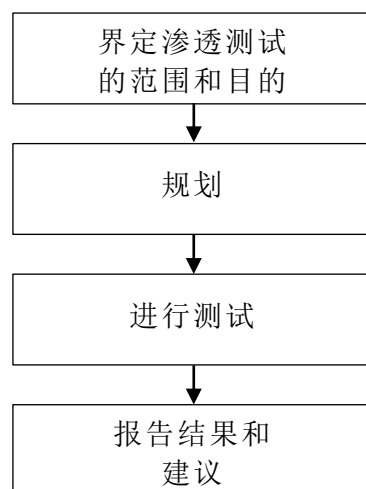 界定渗透测试
的范围和目的
规划
进行测试
报告结果和
建议